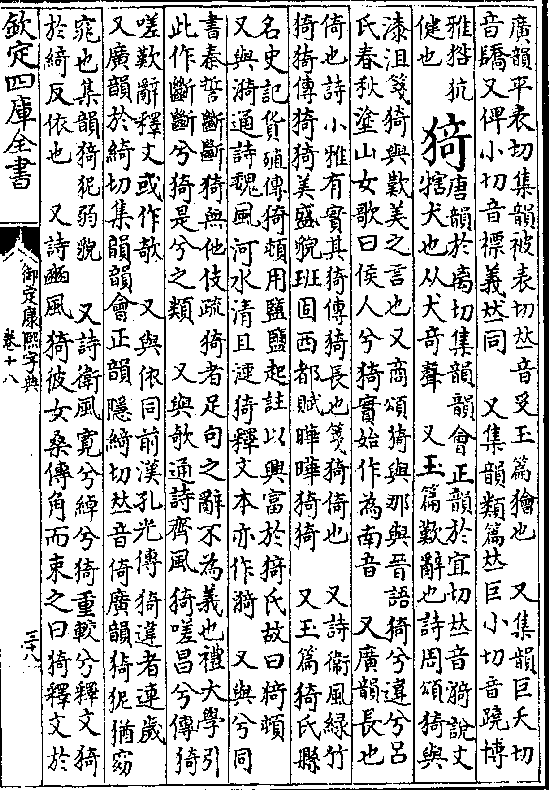 廣韻平表切集韻被表切𠀤音受玉篇獪也　又集韻巨夭切
音驕又俾小切音標義𠀤同　又集韻類篇𠀤巨小切音蹺博
雅㹱犺
健也
猗
唐韻於离切集韻韻會正韻於宜切𠀤音漪說文
犗犬也从犬奇聲　又玉篇歎辭也詩周頌猗與
漆沮箋猗與歎美之言也又商頌猗與那與晉語猗兮違兮呂
氏春秋塗山女歌曰候人兮猗實始作為南音　又廣韻長也
倚也詩小雅有實其猗傳猗長也箋猗倚也　又詩衛風綠竹
猗猗傳猗猗美盛貌班固西都賦曄曄猗猗　又玉篇猗氏縣
名史記貨殖傳猗頓用鹽鹽起註以興富於猗氏故曰猗頓
又與漪通詩魏風河水清且漣猗釋文本亦作漪　又與兮同
書泰誓斷斷猗無他伎疏猗者足句之辭不為義也禮大學引
此作斷斷兮猗是兮之類　又與欹通詩齊風猗嗟昌兮傳猗
嗟歎辭釋文或作欹　又與依同前漢孔光傳猗違者連歲
又廣韻於綺切集韻韻會正韻隱綺切𠀤音倚廣韻猗狔猶窈
窕也集韻猗狔弱貌　又詩衛風寬兮綽兮猗重較兮釋文猗
於綺反依也　又詩豳風猗彼女桑傳角而束之曰猗釋文於
欽定四庫全書
御定康熙字典
卷十八
三十八